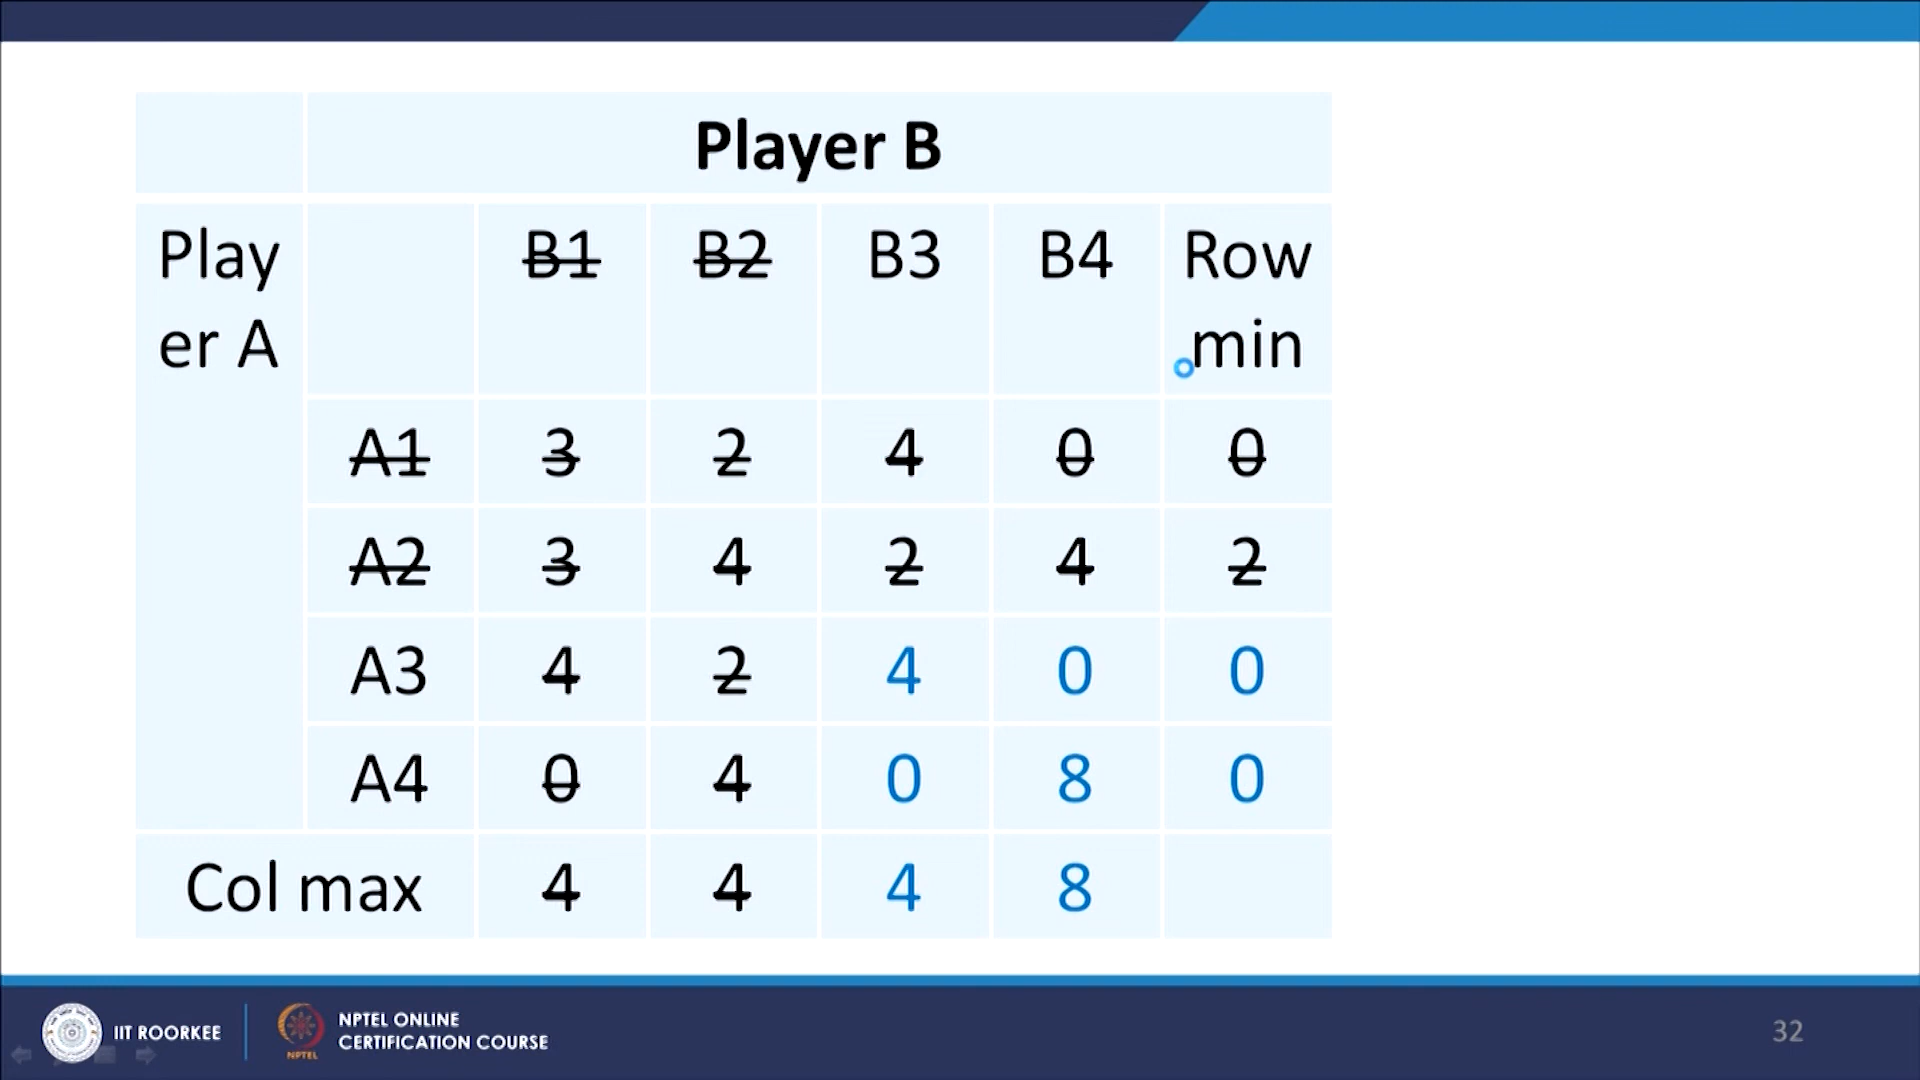 Player B
Play
er A
B1 B2 B3 B4 Row
min
A1 3 2 4 0 0
A2 3 4 2 4 2
A3 4 2 4 0 0
A4 0 4 0 8 0
Col max 4 4 4 8
IIT ROORKEE
NPTEL
NPTEL ONLINE
CERTIFICATION COURSE
32